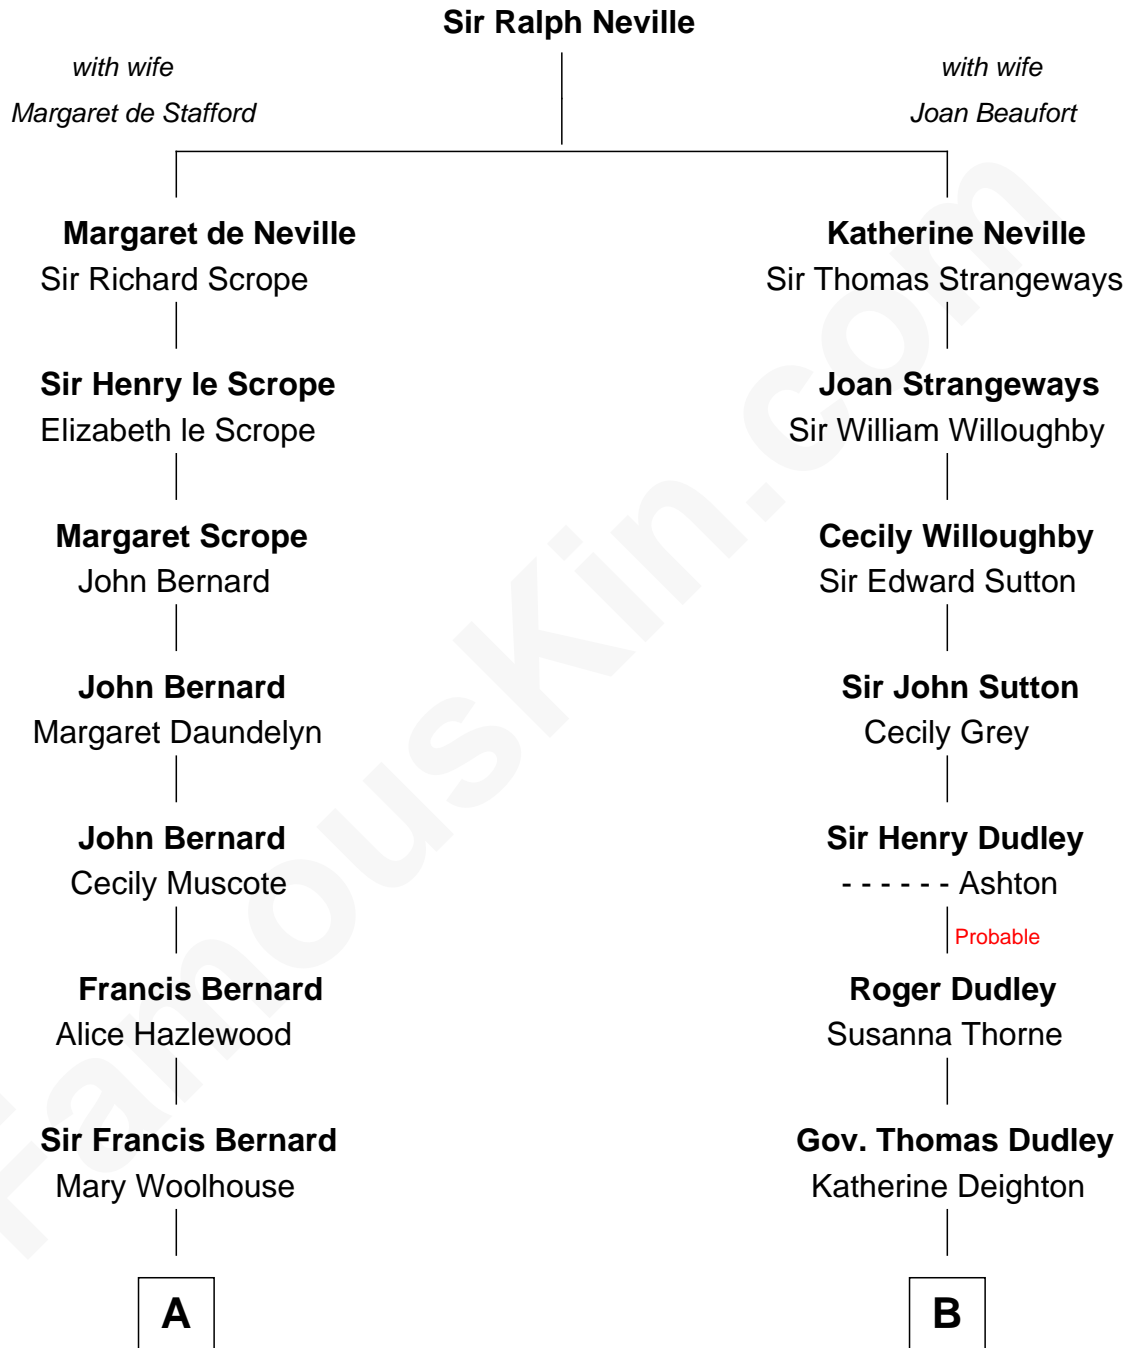 Sir Ralph Neville
with wife
Margaret de Stafford
with wife
Joan Beaufort
Margaret de Neville
Sir Richard Scrope
Katherine Neville
Sir Thomas Strangeways
Sir Henry le Scrope
Elizabeth le Scrope
Joan Strangeways
Sir William Willoughby
Margaret Scrope
John Bernard
Cecily Willoughby
Sir Edward Sutton
John Bernard
Margaret Daundelyn
Sir John Sutton
Cecily Grey
John Bernard
Cecily Muscote
Sir Henry Dudley
- - - - - - Ashton
Probable
Francis Bernard
Alice Hazlewood
Roger Dudley
Susanna Thorne
Sir Francis Bernard
Mary Woolhouse
Gov. Thomas Dudley
Katherine Deighton
A
B
FamousKin.com